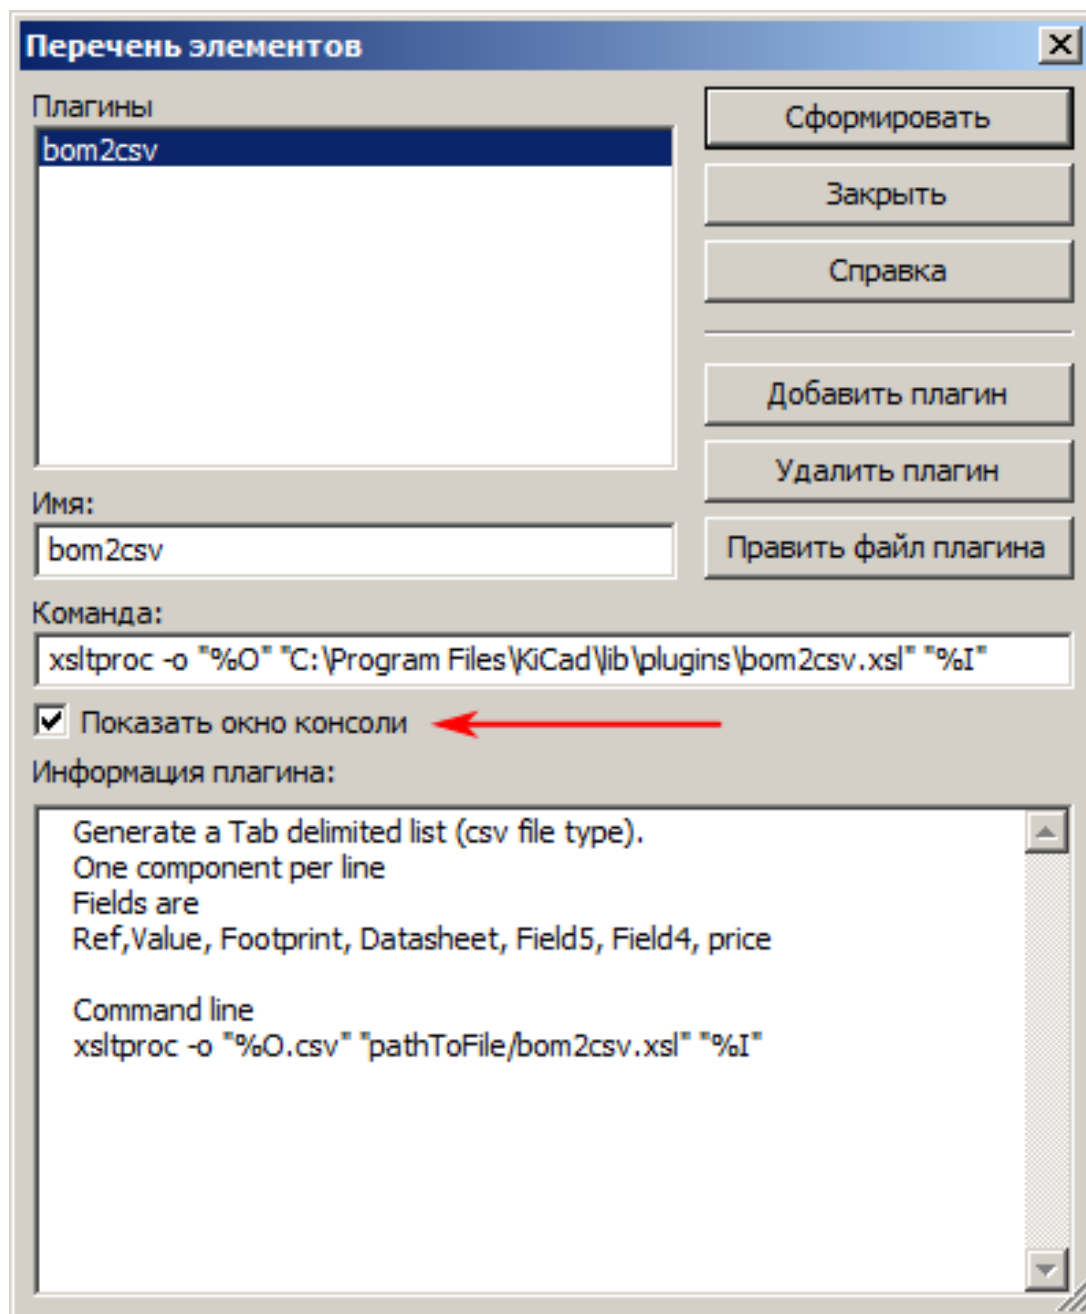 Перечень элементов
Плагины
bom2csv
Сформировать
Закрыть
Справка
Добавить плагин
Удалить плагин
Править файл плагина
Имя:
bom2csv
Команда:
xsltproc -o "%O" "C:\Program Files\KiCad\lib\plugins\bom2csv.xsl" "%I"
Показать окно консоли
Информация плагина:
Generate a Tab delimited list (csv file type).
One component per line
Fields are
Ref,Value, Footprint, Datasheet, Field5, Field4, price
Command line
xsltproc -o "%O.csv" "pathToFile/bom2csv.xsl" "%I"